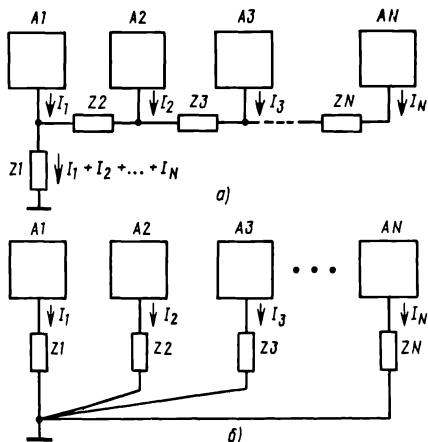 A1 A2 A3 AN
I1 Z2 I2 Z3 I3 ZN IN
Z1 I1 + I2 + ... + IN
а)
A1 A2 A3 AN
I1 I2 I3 IN
Z1 Z2 Z3 ZN
б)